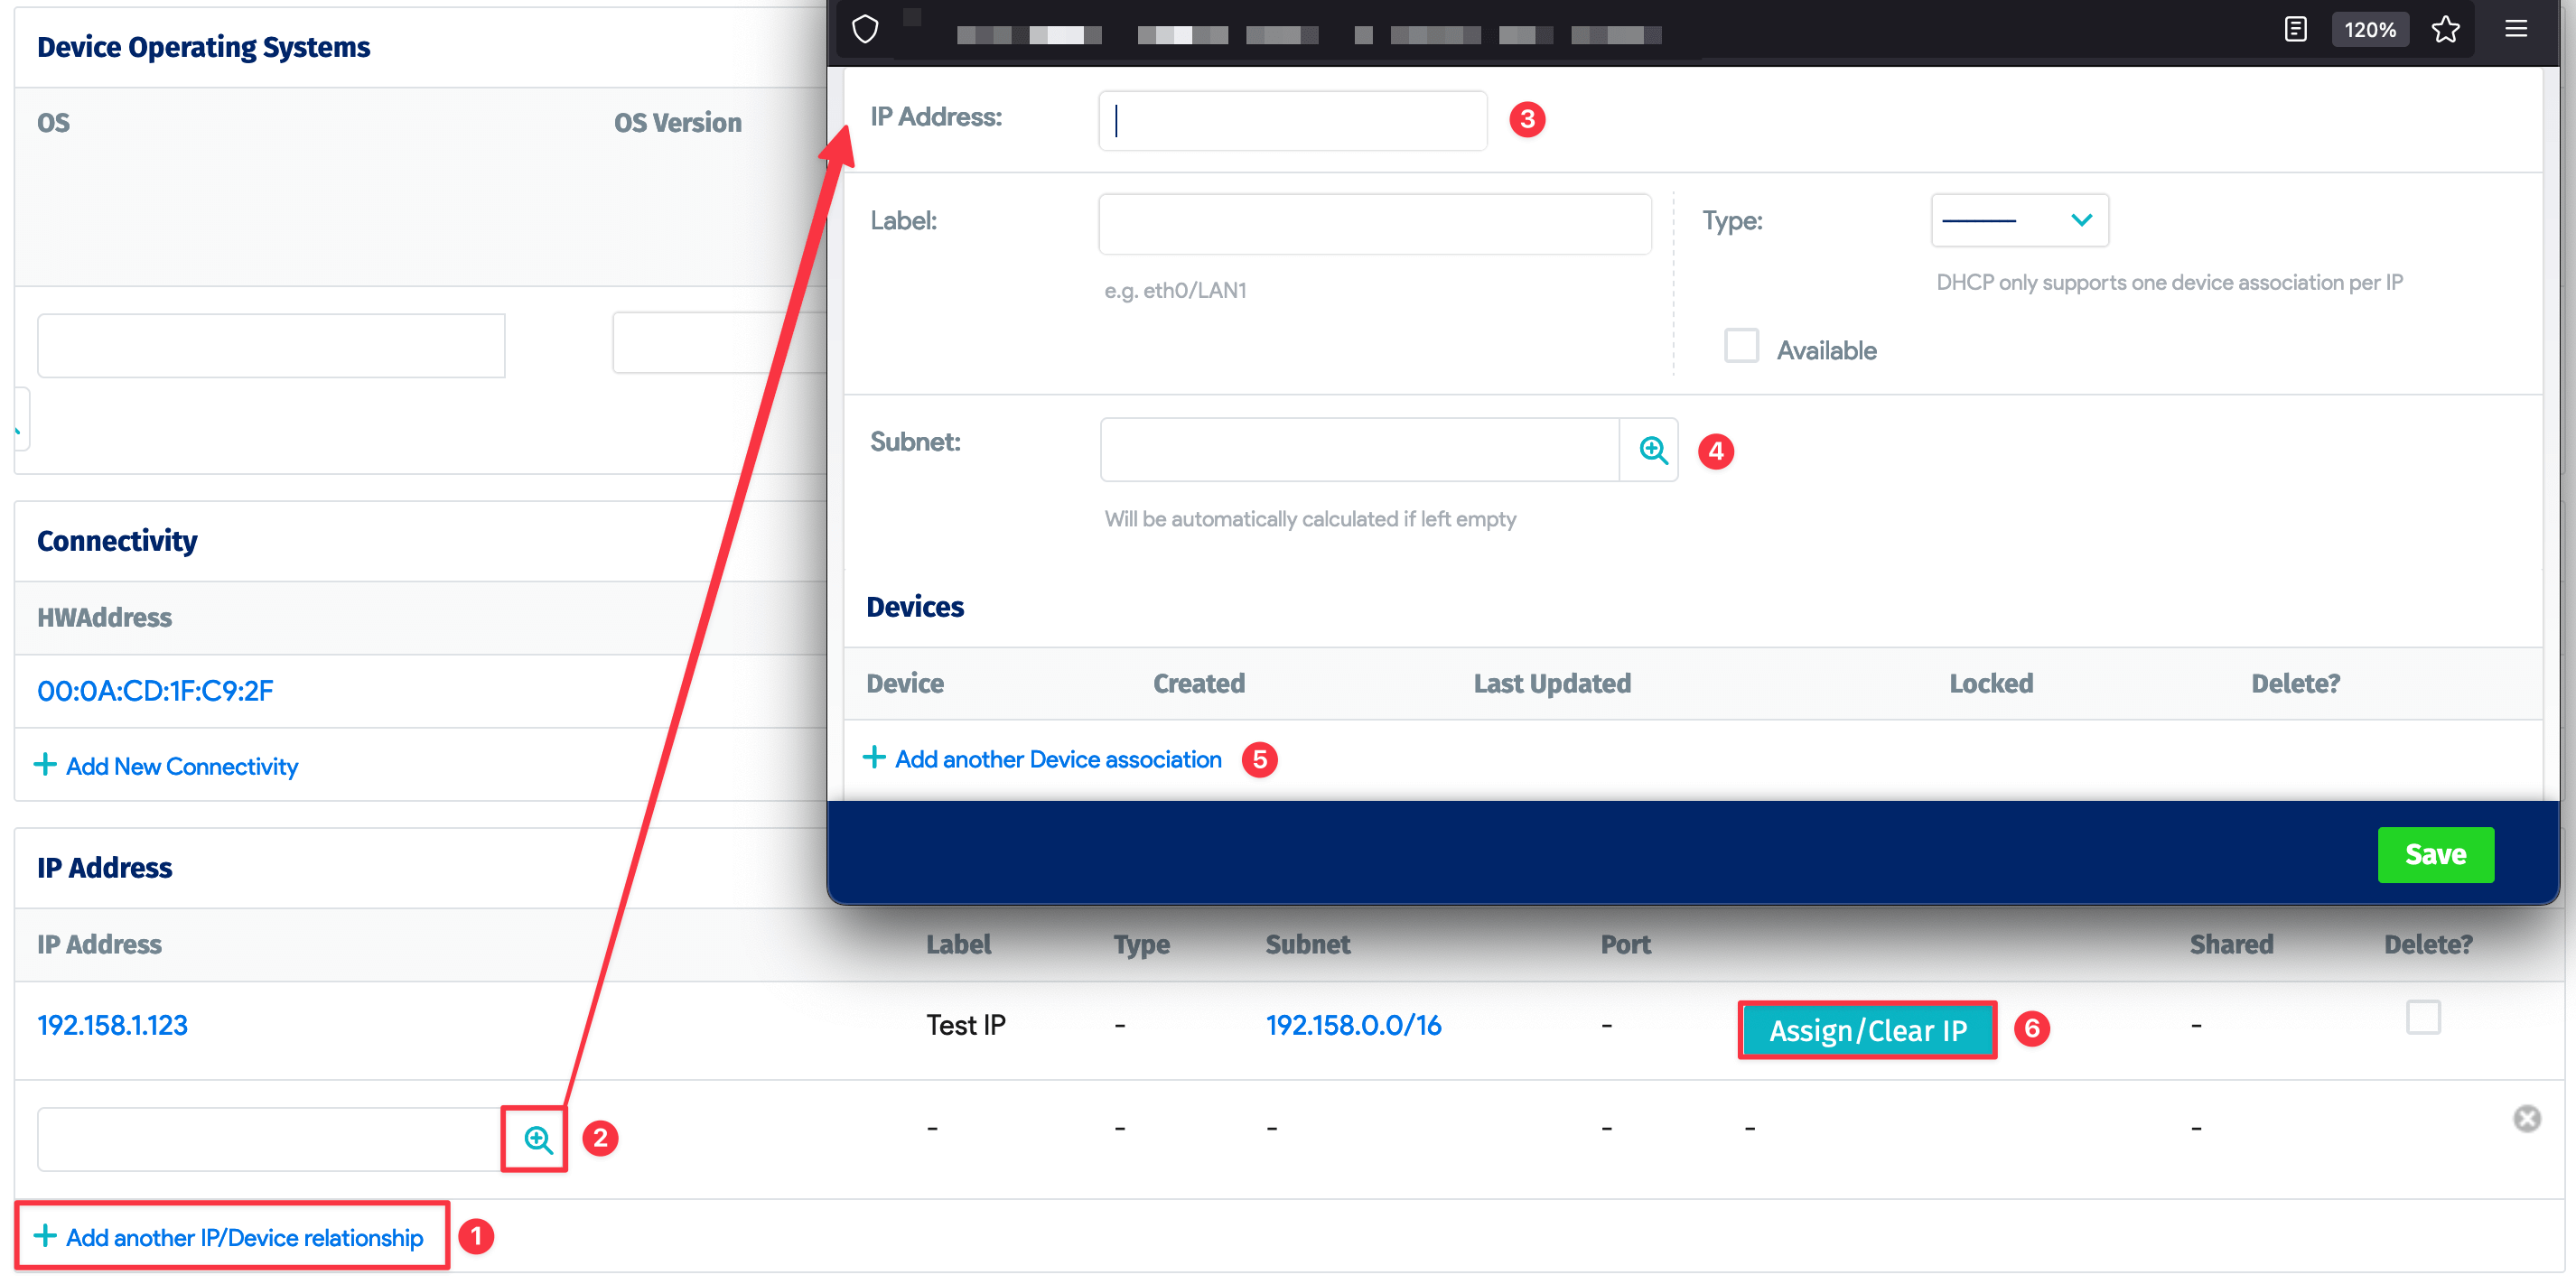 Device Operating Systems
OS
OS Version
Connectivity
HWAddress
00:0A:CD:1F:C9:2F
Add New Connectivity
120%
IP Address:
3
Label:
e.g. eth0/LAN1
Type:
DHCP only supports one device association per IP
Available
Subnet:
4
Will be automatically calculated if left empty
Devices
Device Created Last Updated Locked Delete?
Add another Device association 5
Save
IP Address
IP Address Label Type Subnet Port Shared Delete?
192.158.1.123 Test IP - 192.158.0.0/16 - Assign/Clear IP 6 -
2 - - - - - -
Add another IP/Device relationship 1